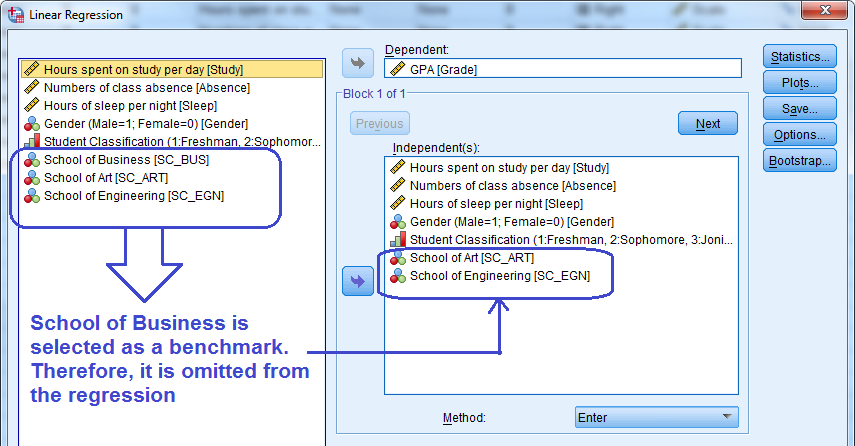 Linear Regression
Hours spent on study per day [Study]
Numbers of class absence [Absence]
Hours of sleep per night [Sleep]
Gender (Male=1; Female=0) [Gender]
Student Classification (1:Freshman, 2:Sophomor...
School of Business [SC_BUS]
School of Art [SC_ART]
School of Engineering [SC_EGN]
School of Business is
selected as a benchmark.
Therefore, it is omitted from
the regression
Dependent:
GPA [Grade]
Block 1 of 1
Previous
Next
Independent(s):
Hours spent on study per day [Study]
Numbers of class absence [Absence]
Hours of sleep per night [Sleep]
Gender (Male=1; Female=0) [Gender]
Student Classification (1:Freshman, 2:Sophomore, 3:Joni...
School of Art [SC_ART]
School of Engineering [SC_EGN]
Method:
Enter
Statistics...
Plots...
Save...
Options...
Bootstrap...